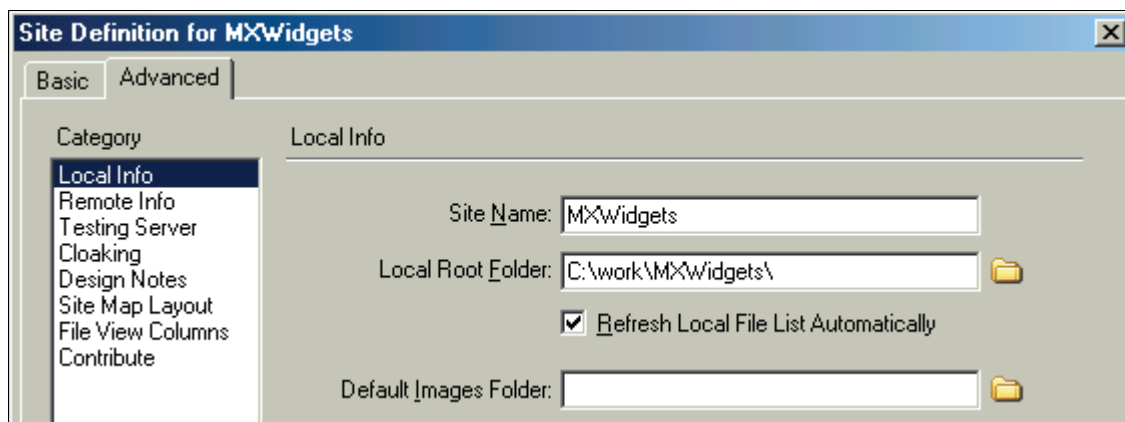 Site Definition for MXWidgets
Basic
Advanced
Category
Local Info
Remote Info
Testing Server
Cloaking
Design Notes
Site Map Layout
File View Columns
Contribute
Local Info
Site Name: MXWidgets
Local Root Folder: C:\work\MXWidgets\
Refresh Local File List Automatically
Default Images Folder: